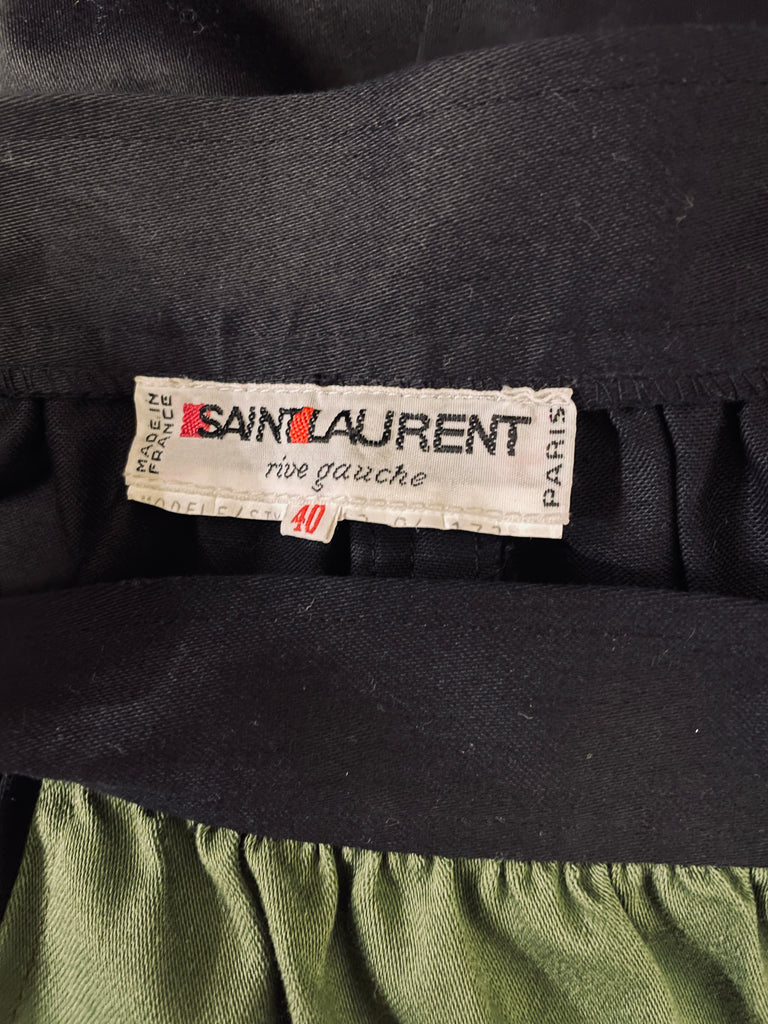 MADE IN
FRANCE
SAINT LAURENT
rive gauche
PARIS
40